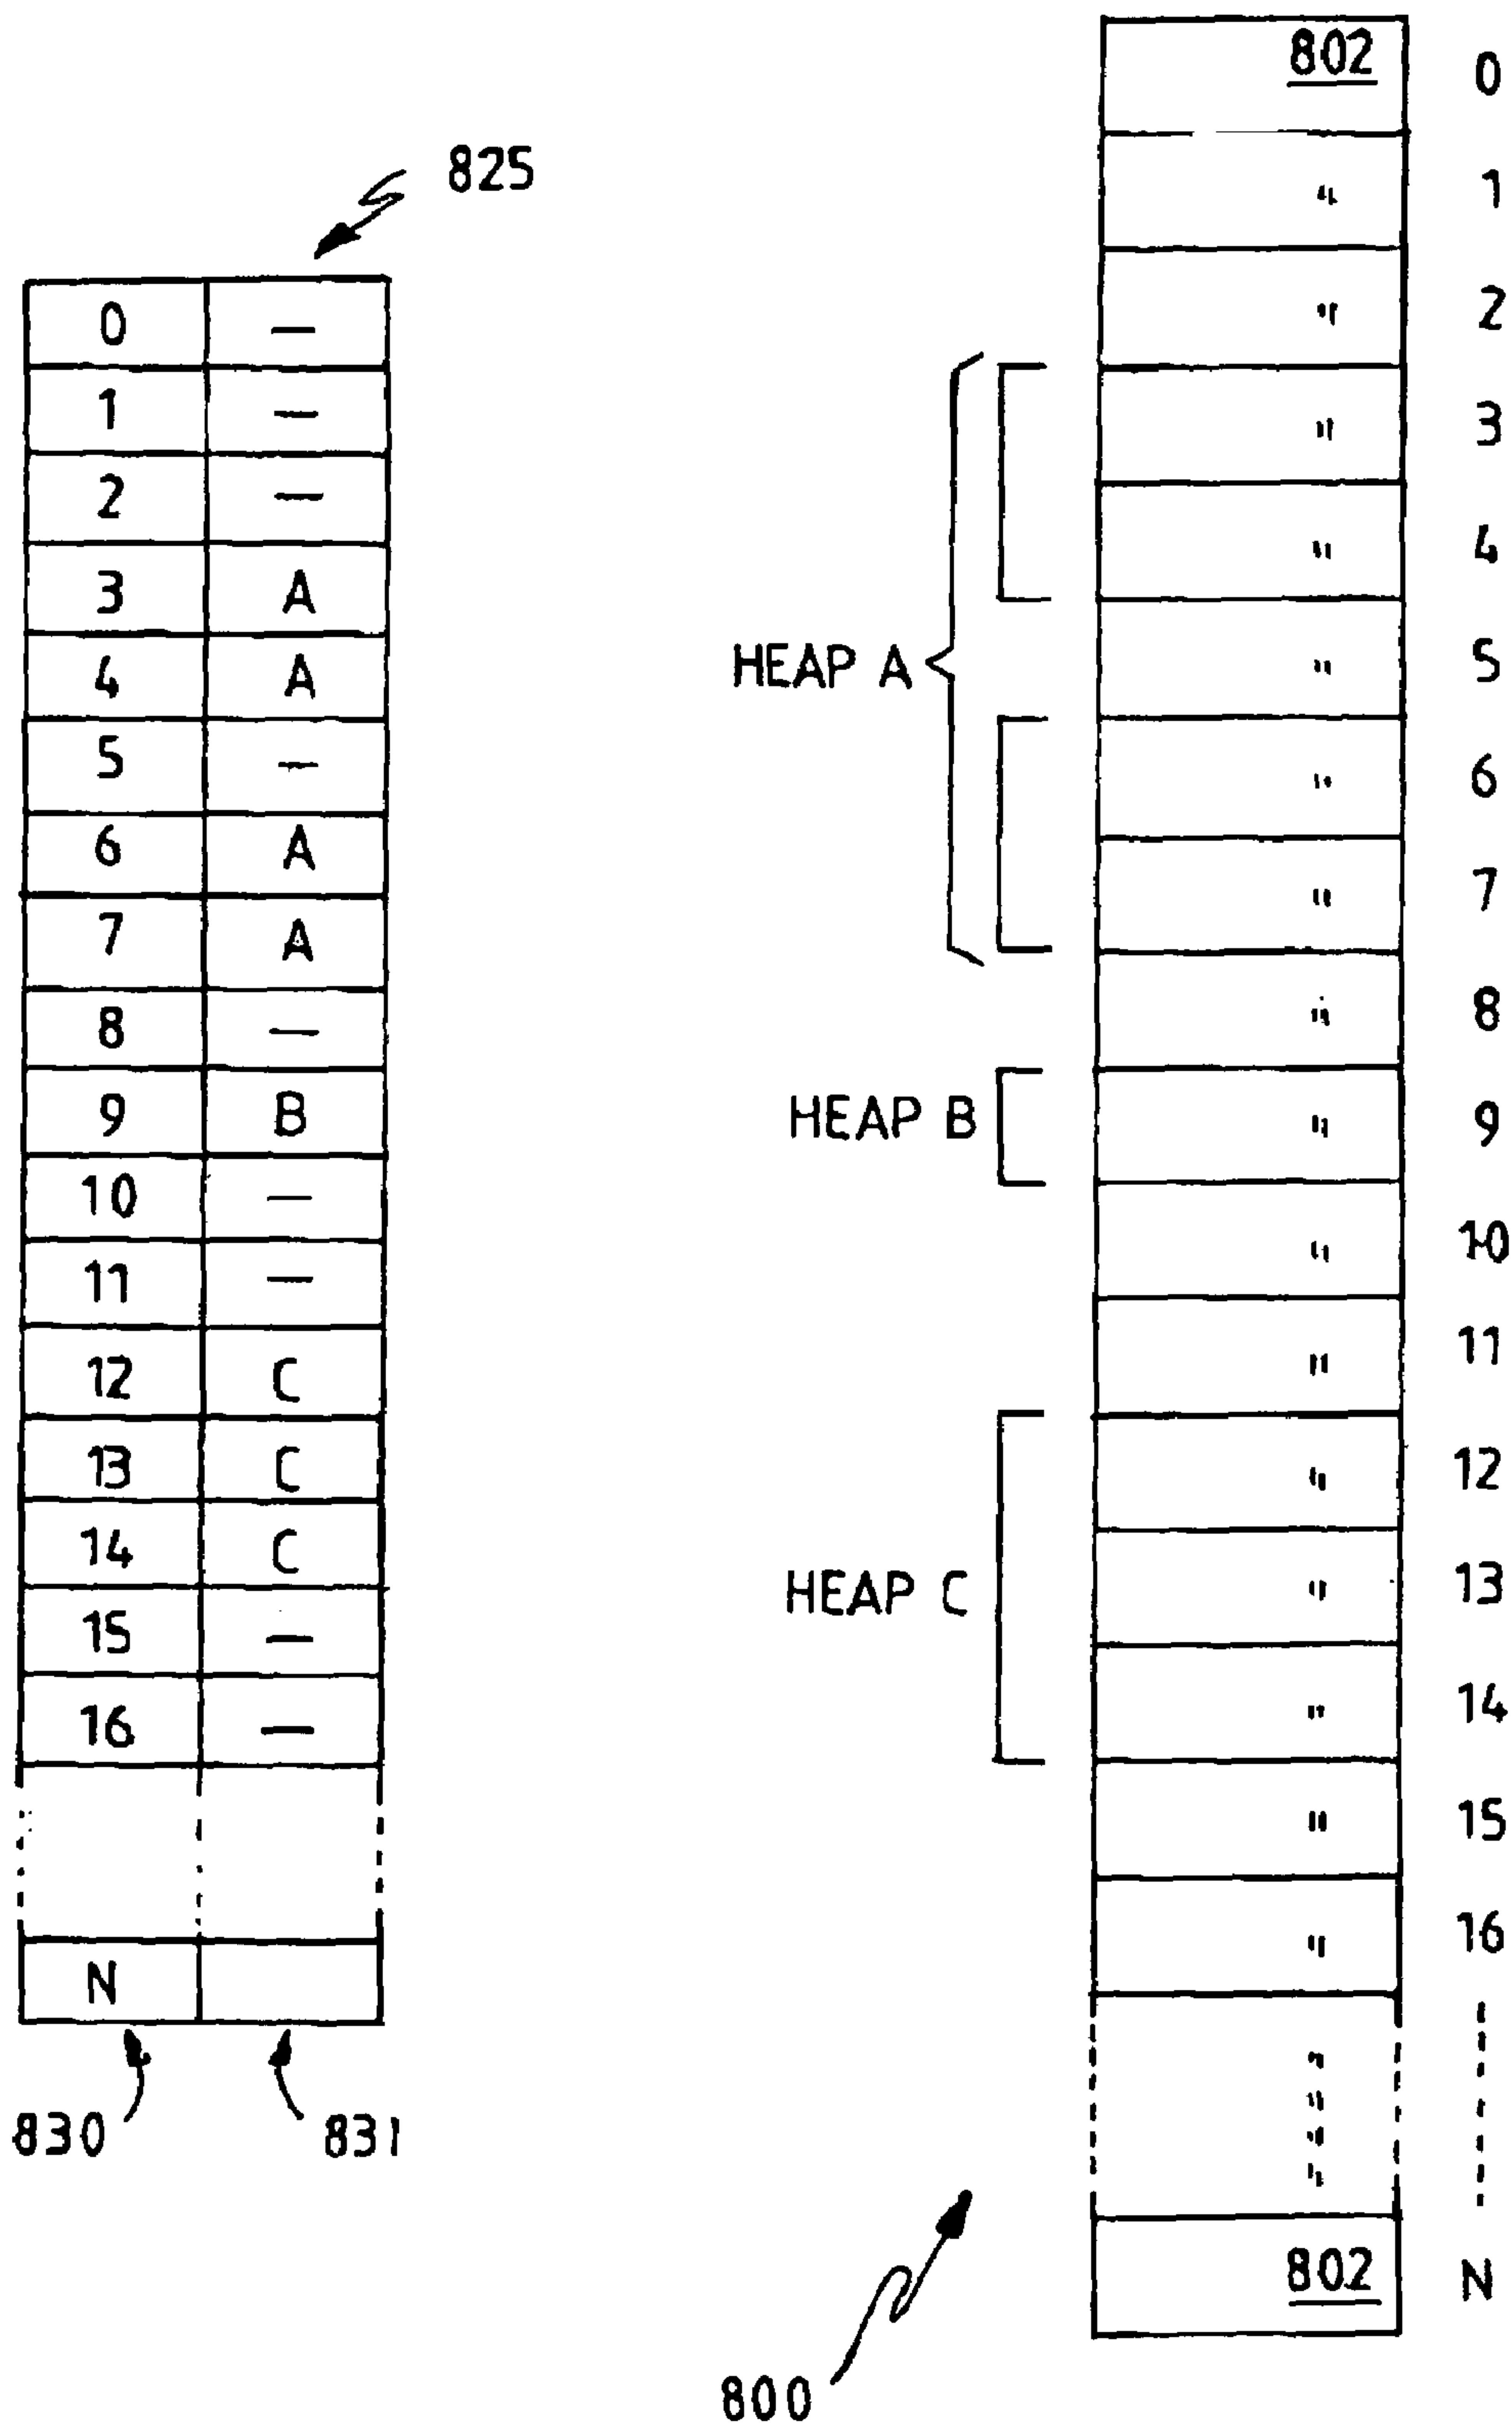 825
0 —
1 —
2 —
3 A
4 A
5 —
6 A
7 A
8 —
9 B
10 —
11 —
12 C
13 C
14 C
15 —
16 —
N
830 831
802 0
" 1
" 2
" 3
" 4
HEAP A " 5
" 6
" 7
" 8
HEAP B " 9
" 10
" 11
" 12
HEAP C " 13
" 14
" 15
" 16
"
"
"
"
802 N
800